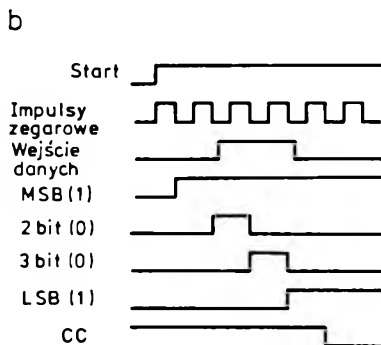 b
Start
Impulsy
zegarowe
Wejście
danych
MSB (1)
2 bit (0)
3 bit (0)
LSB (1)
CC